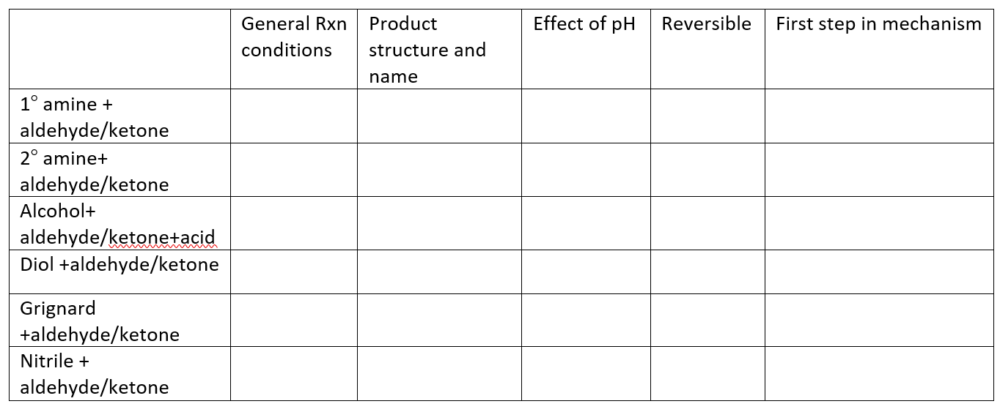 General Rxn conditions
Product structure and name
Effect of pH
Reversible
First step in mechanism
1° amine +
aldehyde/ketone
2° amine+
aldehyde/ketone
Alcohol+
aldehyde/ketone+acid
Diol +aldehyde/ketone
Grignard
+aldehyde/ketone
Nitrile +
aldehyde/ketone